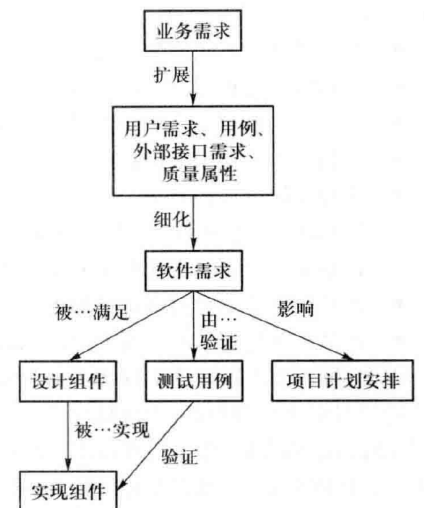 业务需求
扩展
用户需求、用例、
外部接口需求、
质量属性
细化
软件需求
被…满足
由…
验证
影响
设计组件
测试用例
项目计划安排
被…实现
验证
实现组件